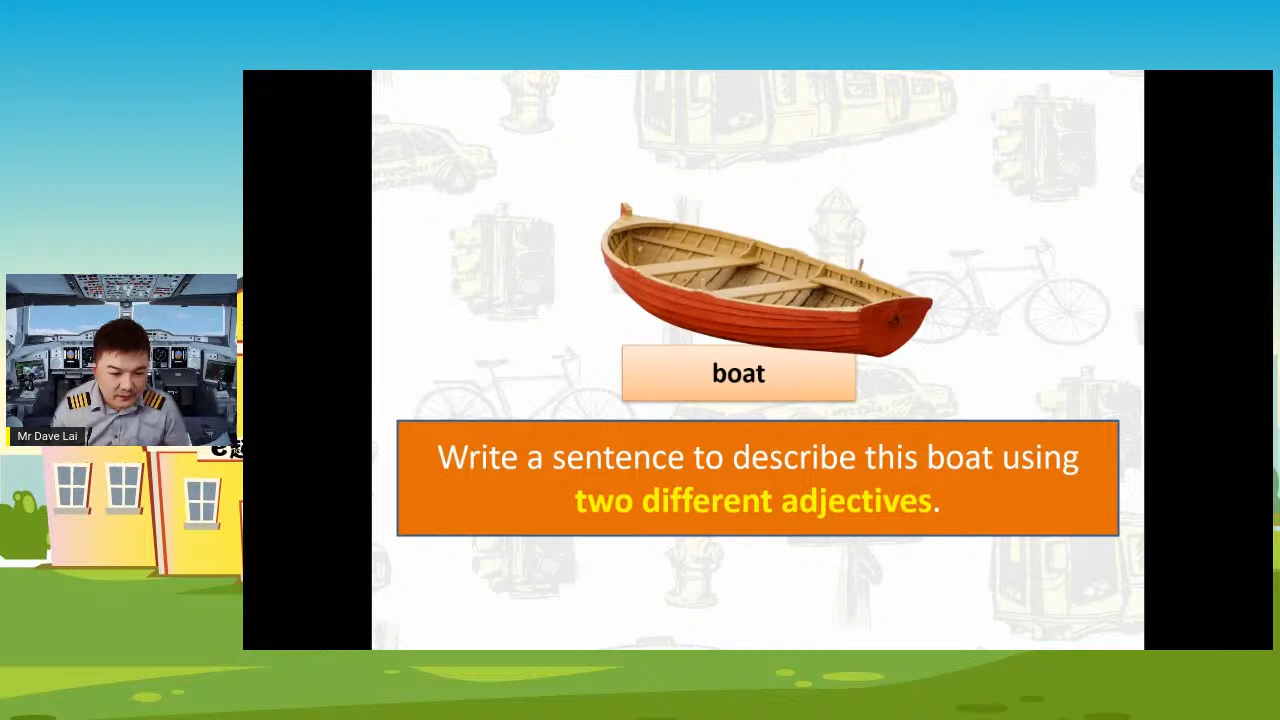 boat
Write a sentence to describe this boat using
two different adjectives.
Mr Dave Lai